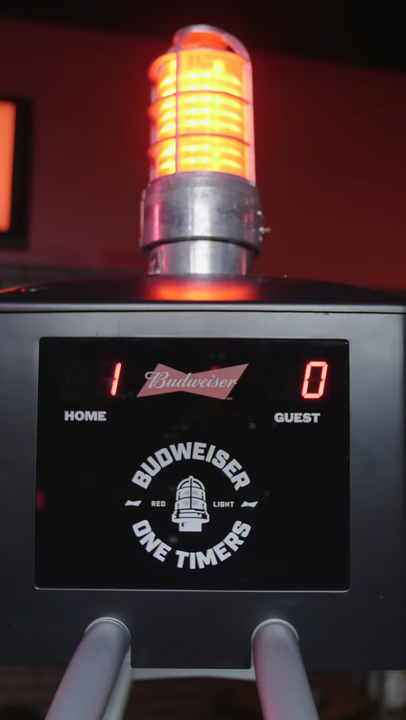 1 Budweiser 0
HOME GUEST
BUDWEISER
RED LIGHT
ONE TIMERS